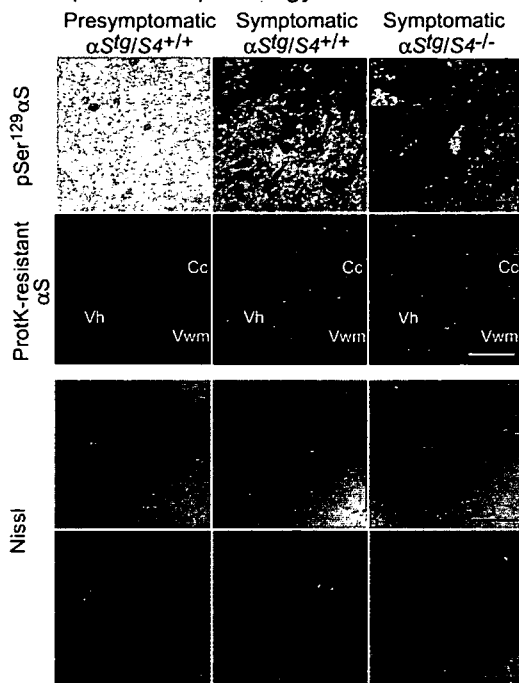 Presymptomatic Symptomatic Symptomatic
αStg/S4+/+ αStg/S4+/+ αStg/S4-/-
pSer129αS
ProtK-resistant
αS
Cc Cc Cc
Vh Vh Vh
Vwm Vwm Vwm
Nissl